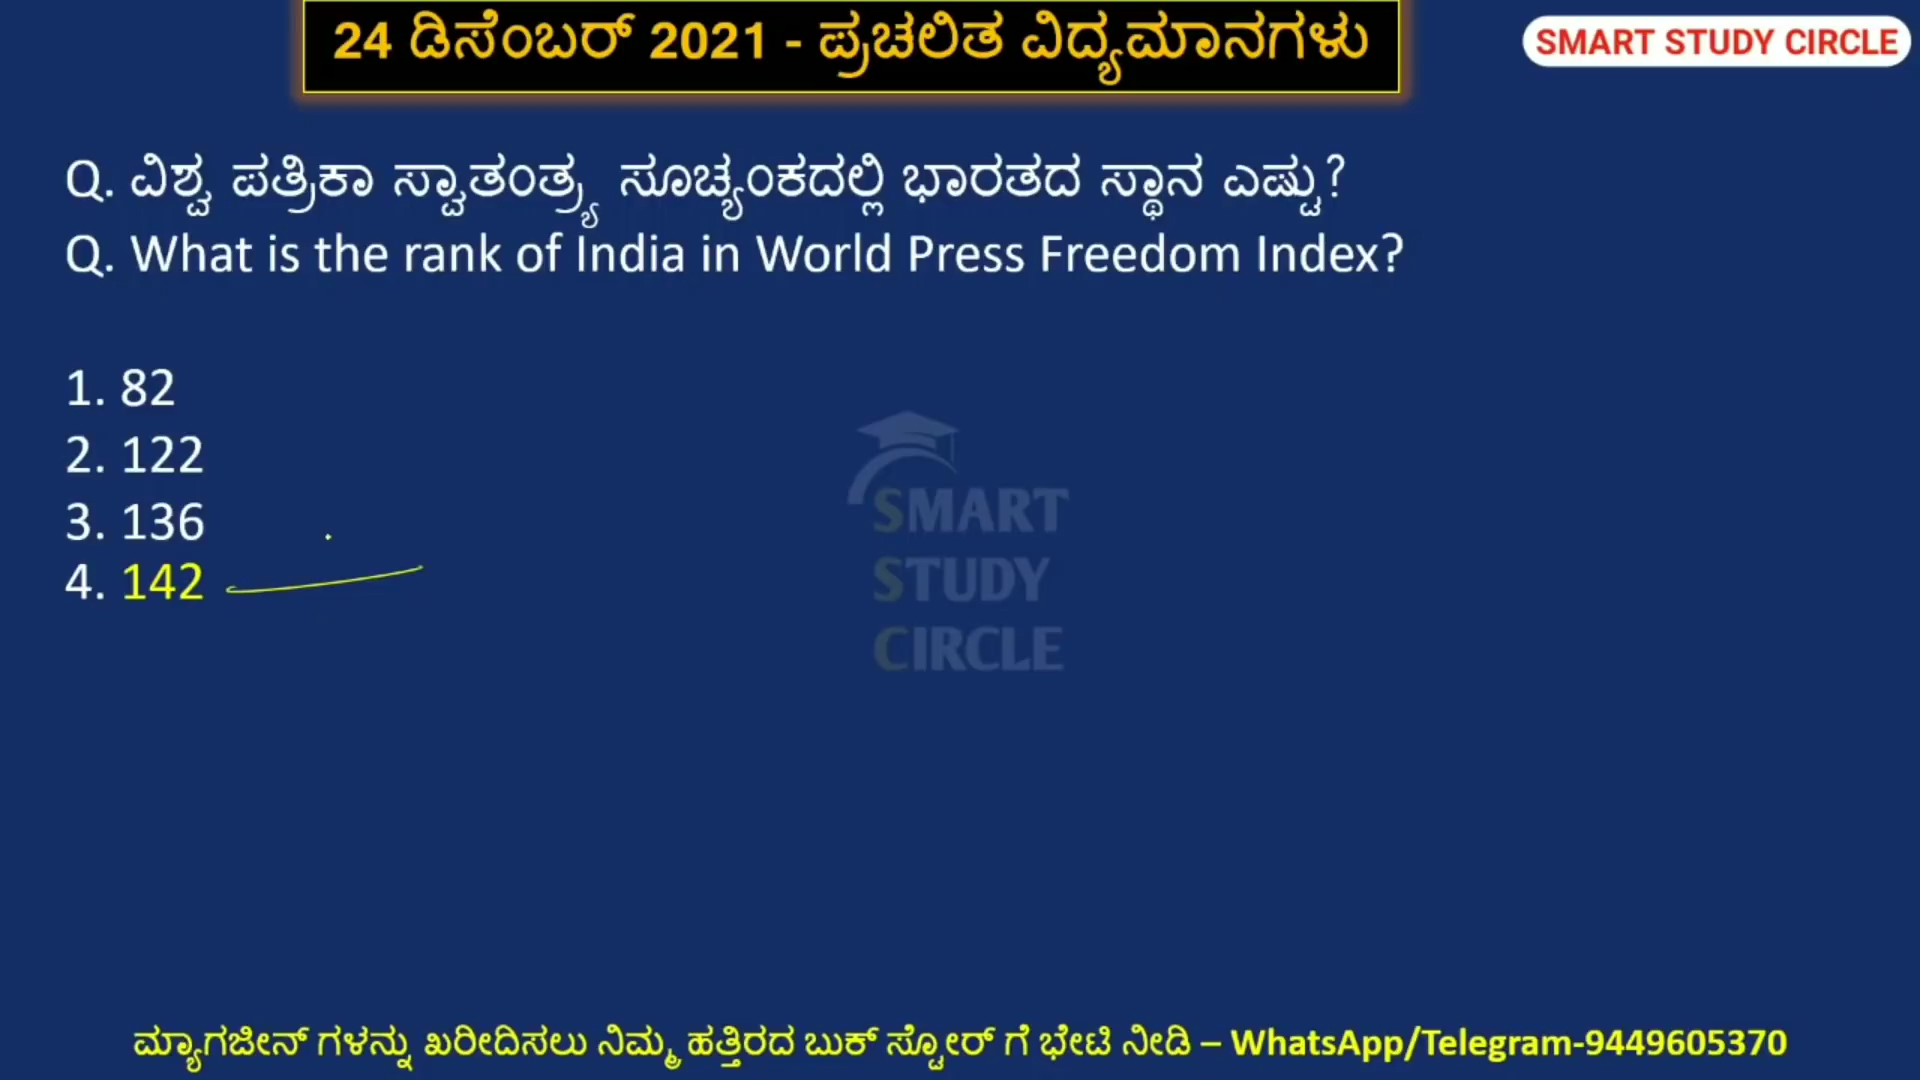 24 ಡಿಸೆಂಬರ್ 2021 - ಪ್ರಚಲಿತ ವಿದ್ಯಮಾನಗಳು
SMART STUDY CIRCLE
Q. ವಿಶ್ವ ಪತ್ರಿಕಾ ಸ್ವಾತಂತ್ರ್ಯ ಸೂಚ್ಯಂಕದಲ್ಲಿ ಭಾರತದ ಸ್ಥಾನ ಎಷ್ಟು?
Q. What is the rank of India in World Press Freedom Index?
1. 82
2. 122
3. 136
4. 142
SMART
STUDY
CIRCLE
ಮ್ಯಾಗಜೀನ್ ಗಳನ್ನು ಖರೀದಿಸಲು ನಿಮ್ಮ ಹತ್ತಿರದ ಬುಕ್ ಸ್ಟೋರ್ ಗೆ ಭೇಟಿ ನೀಡಿ – WhatsApp/Telegram-9449605370